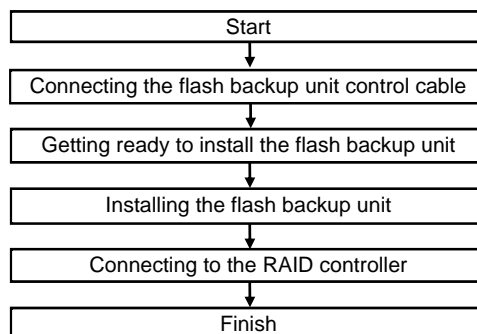 Start
Connecting the flash backup unit control cable
Getting ready to install the flash backup unit
Installing the flash backup unit
Connecting to the RAID controller
Finish